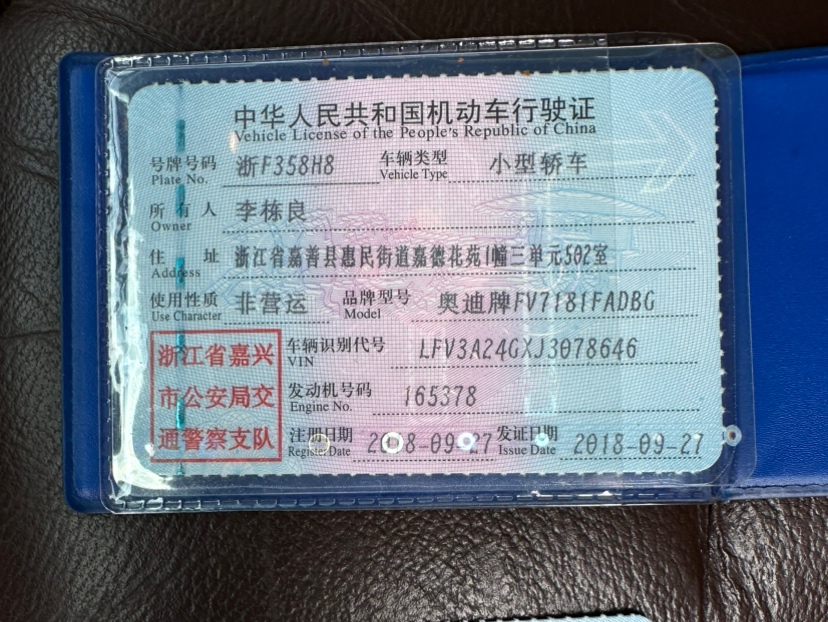 中华人民共和国机动车行驶证
Vehicle License of the People's Republic of China
号牌号码 浙F358H8 车辆类型 小型轿车
Plate No. Vehicle Type
所有人 李栋良
Owner
住址 浙江省嘉善县惠民街道嘉德花苑1幢三单元502室
Address
使用性质 非营运 品牌型号 奥迪牌FV7181FADBG
Use Character Model
浙江省嘉兴
市公安局交
通警察支队
车辆识别代号 LFV3A24GXJ3078646
VIN
发动机号码 165378
Engine No.
注册日期 2018-09-27 发证日期 2018-09-27
Register Date Issue Date